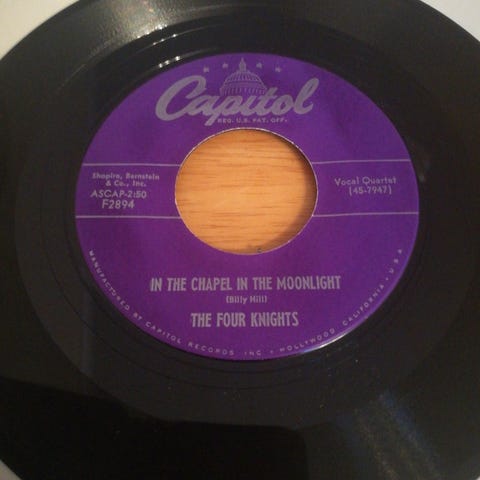 Capitol
REG. U.S. PAT. OFF.
Shapiro, Bernstein
& Co., Inc.
ASCAP-2:50
F2894
Vocal Quartet
(45-7947)
IN THE CHAPEL IN THE MOONLIGHT
(Billy Hill)
THE FOUR KNIGHTS
MANUFACTURED BY CAPITOL RECORDS INC • HOLLYWOOD, CALIFORNIA • U.S.A.